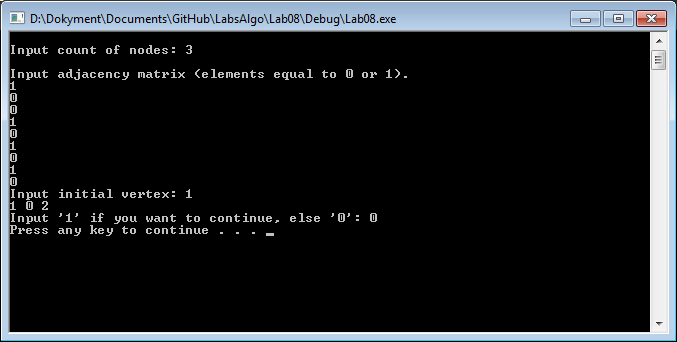 D:\Dokyment\Documents\GitHub\LabsAlgo\Lab08\Debug\Lab08.exe
Input count of nodes: 3
Input adjacency matrix (elements equal to 0 or 1).
1
0
0
1
0
1
0
1
0
Input initial vertex: 1
1 0 2
Input '1' if you want to continue, else '0': 0
Press any key to continue . . . _